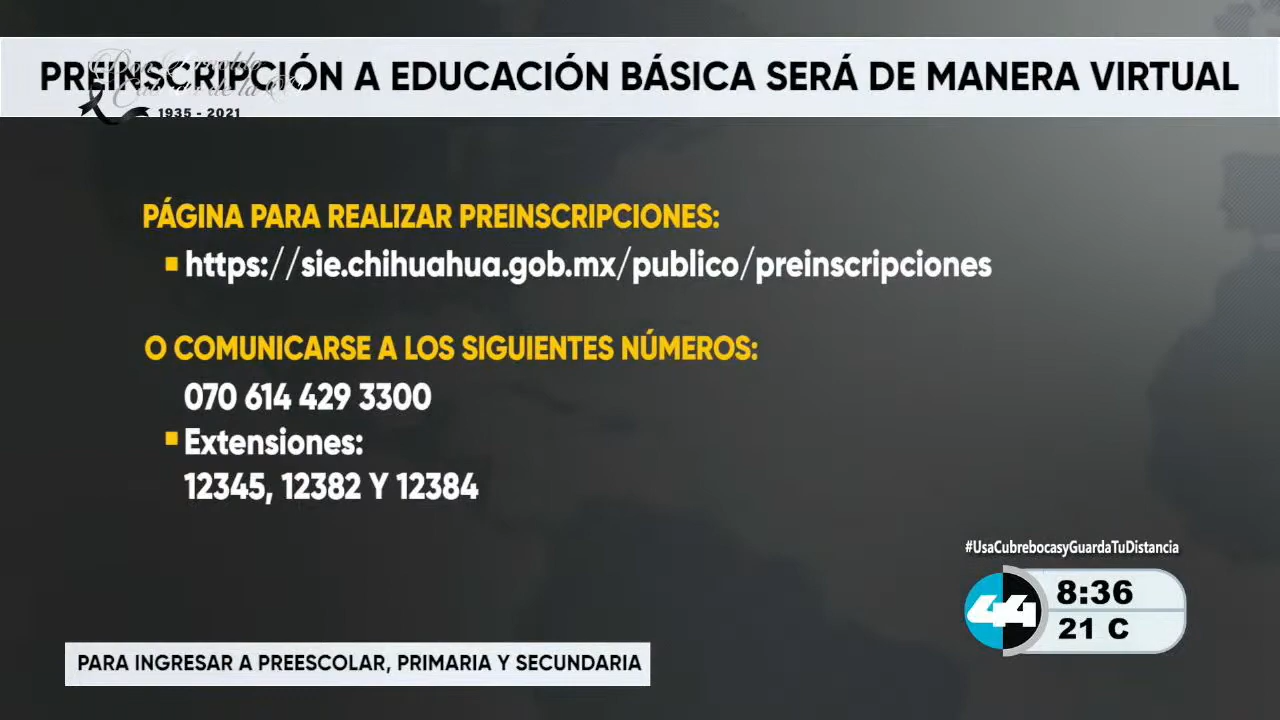 PREINSCRIPCIÓN A EDUCACIÓN BÁSICA SERÁ DE MANERA VIRTUAL
1935 - 2021
PÁGINA PARA REALIZAR PREINSCRIPCIONES:
https://sie.chihuahua.gob.mx/publico/preinscripciones
O COMUNICARSE A LOS SIGUIENTES NÚMEROS:
070 614 429 3300
Extensiones:
12345, 12382 Y 12384
#UsaCubrebocasyGuardaTuDistancia
44
8:36
21 C
PARA INGRESAR A PREESCOLAR, PRIMARIA Y SECUNDARIA